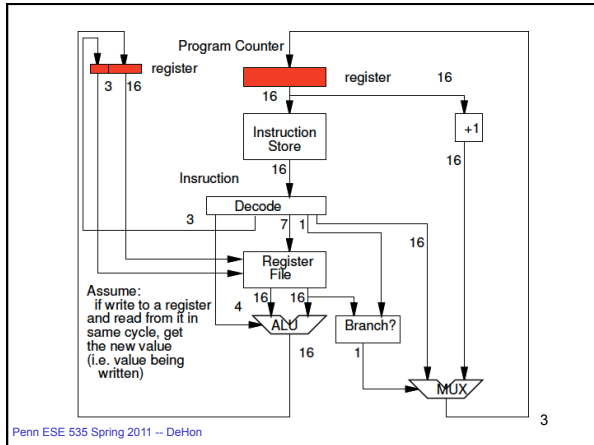 Program Counter
register
3 16
register
16
16
Instruction
Store
+1
16
16
Insruction
Decode
3
7 1
16
Register
File
Assume:
if write to a register
and read from it in
same cycle, get
the new value
(i.e. value being
written)
16 16
4
ALU
Branch?
16
1
MUX
3
Penn ESE 535 Spring 2011 -- DeHon